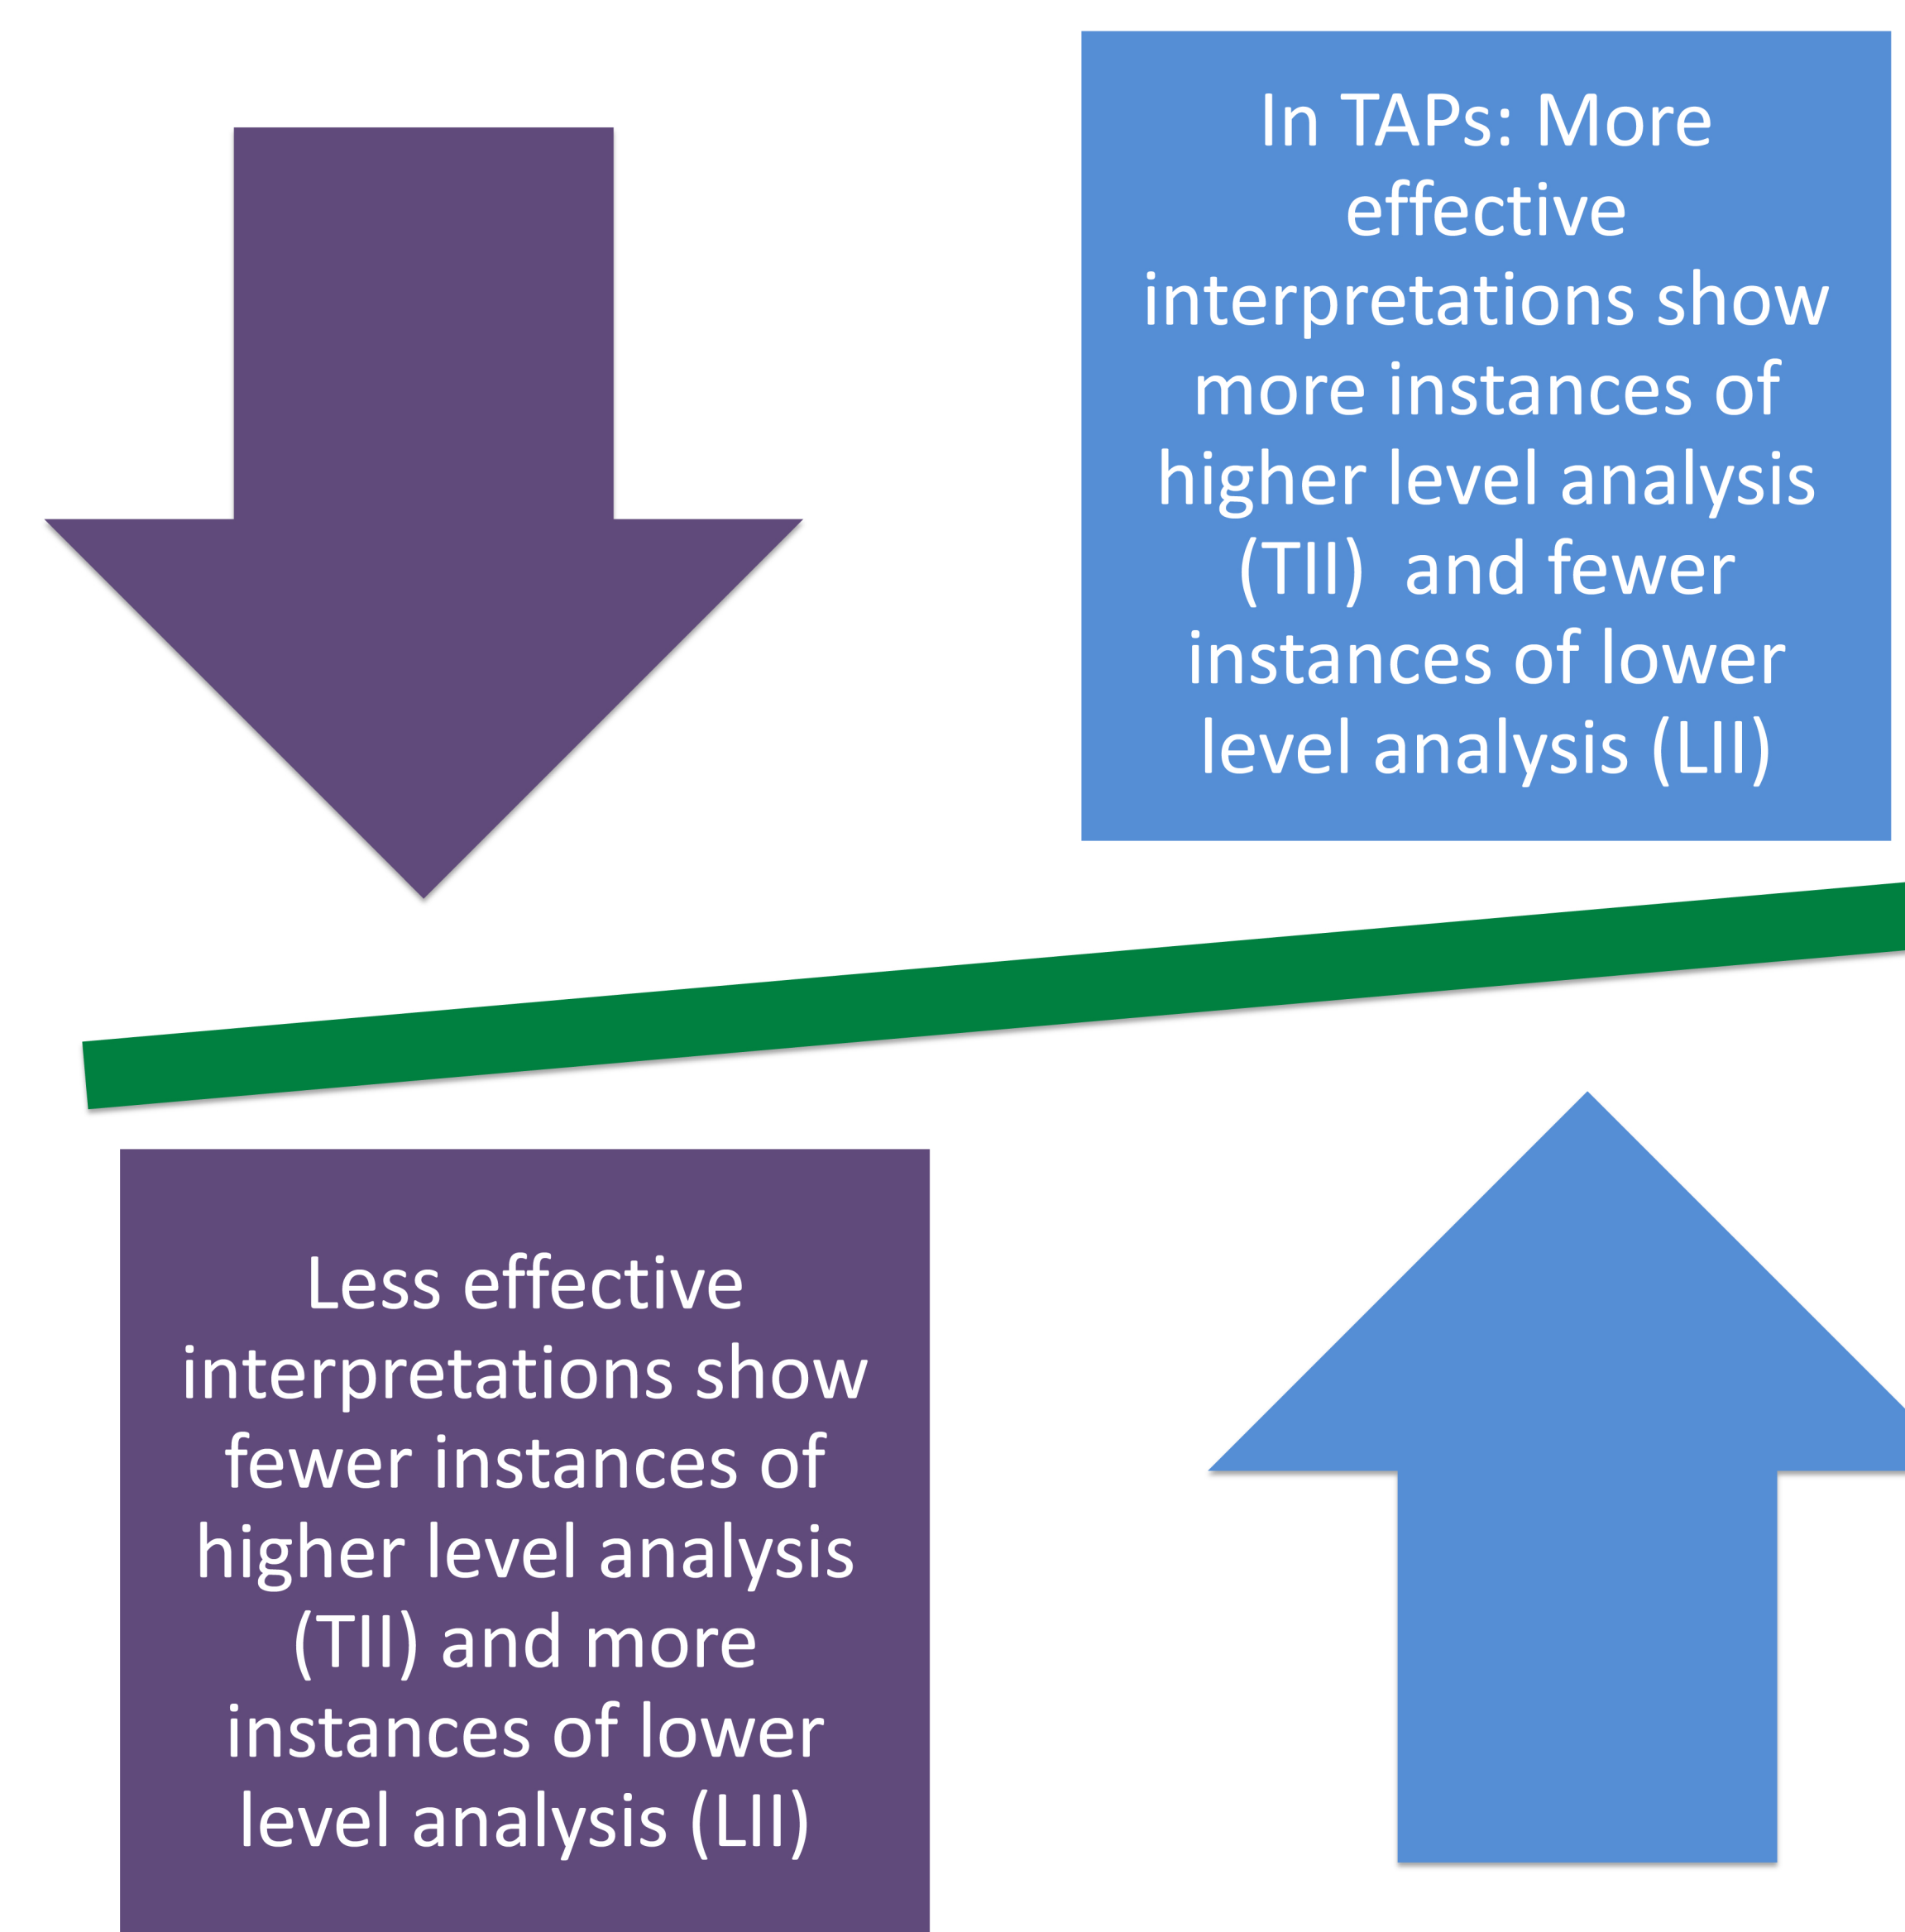 In TAPs: More
effective
interpretations show
more instances of
higher level analysis
(TII)  and fewer
instances of lower
level analysis (LII)
Less effective
interpretations show
fewer instances of
higher level analysis
(TII) and more
instances of lower
level analysis (LII)